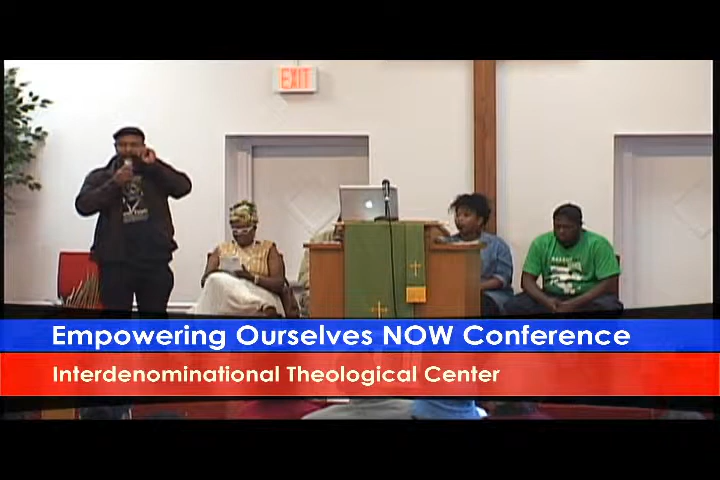 EXIT
Empowering Ourselves NOW Conference
Interdenominational Theological Center